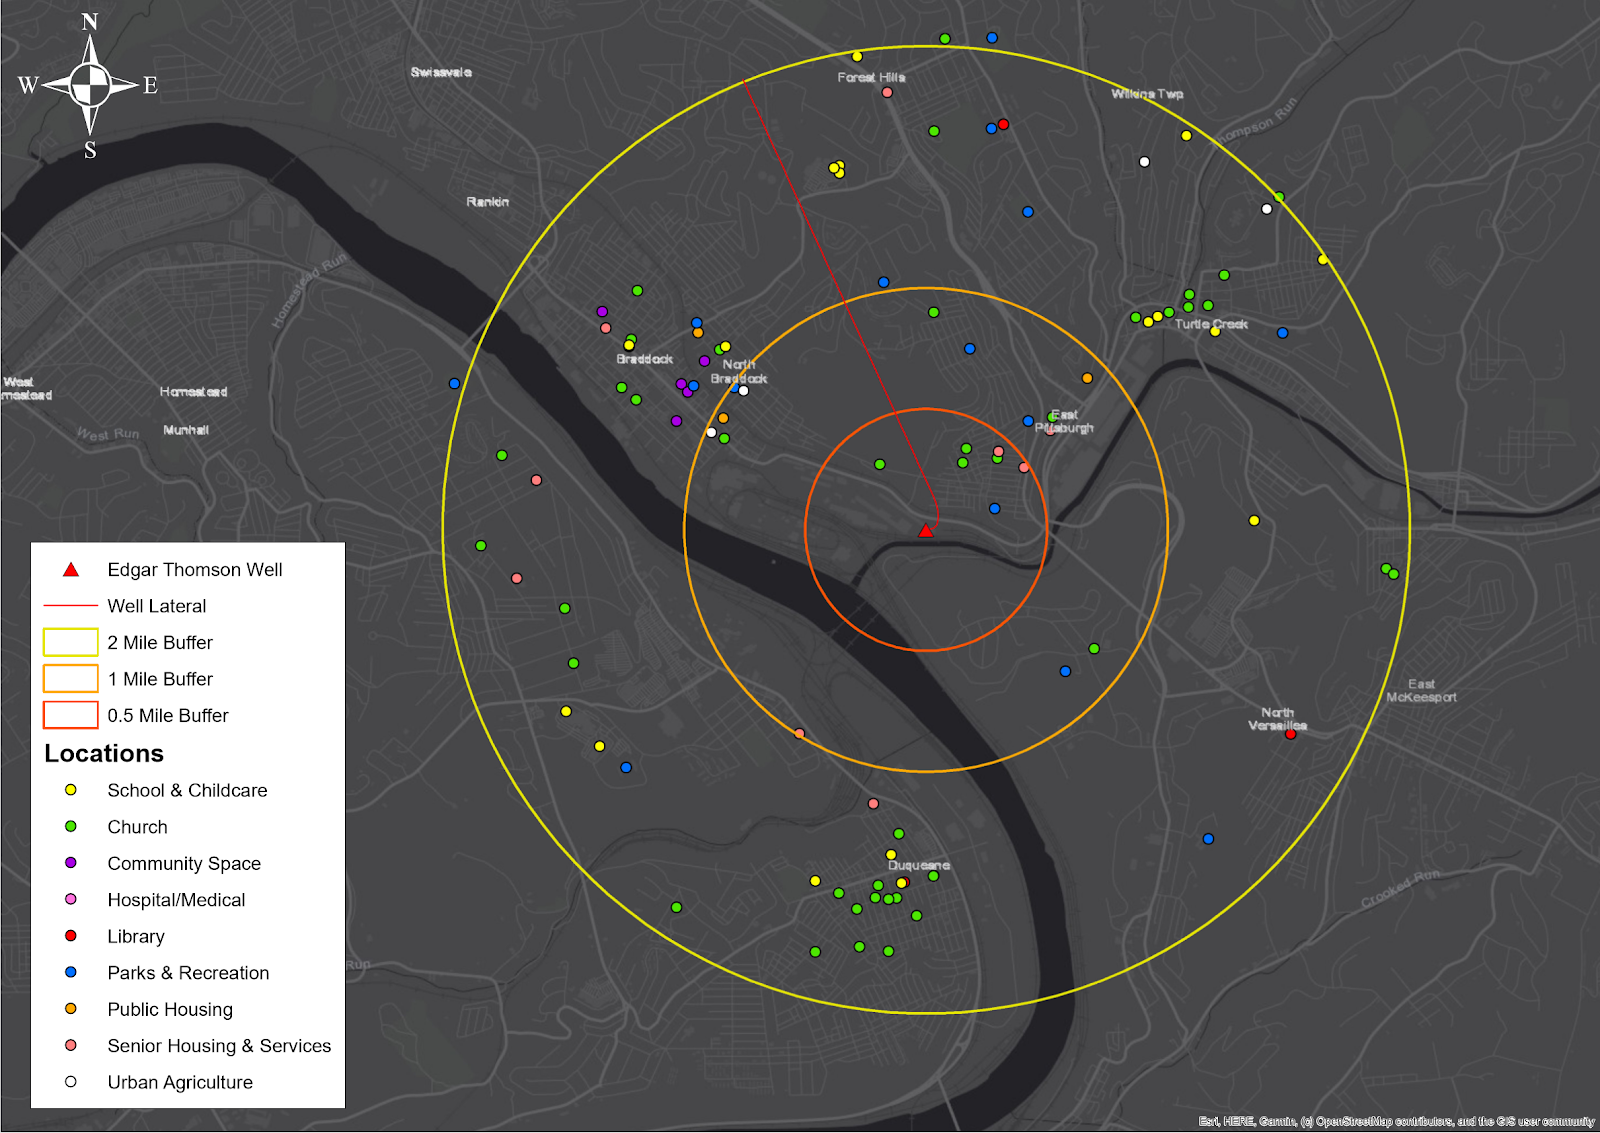 N
W
E
S
Swissvale
Forest Hills
Wilkins Twp
Thompson Run
Rankin
Homestead Run
Turtle Creek
Braddock
North
Braddock
West
mestead
Homestead
East
Pittsburgh
West Run
Munhall
Edgar Thomson Well
Well Lateral
2 Mile Buffer
1 Mile Buffer
0.5 Mile Buffer
Locations
School & Childcare
Church
Community Space
Hospital/Medical
Library
Parks & Recreation
Public Housing
Senior Housing & Services
Urban Agriculture
East
McKeesport
North
Versailles
Duquesne
Crooked Run
Run
Esri, HERE, Garmin, (c) OpenStreetMap contributors, and the GIS user community